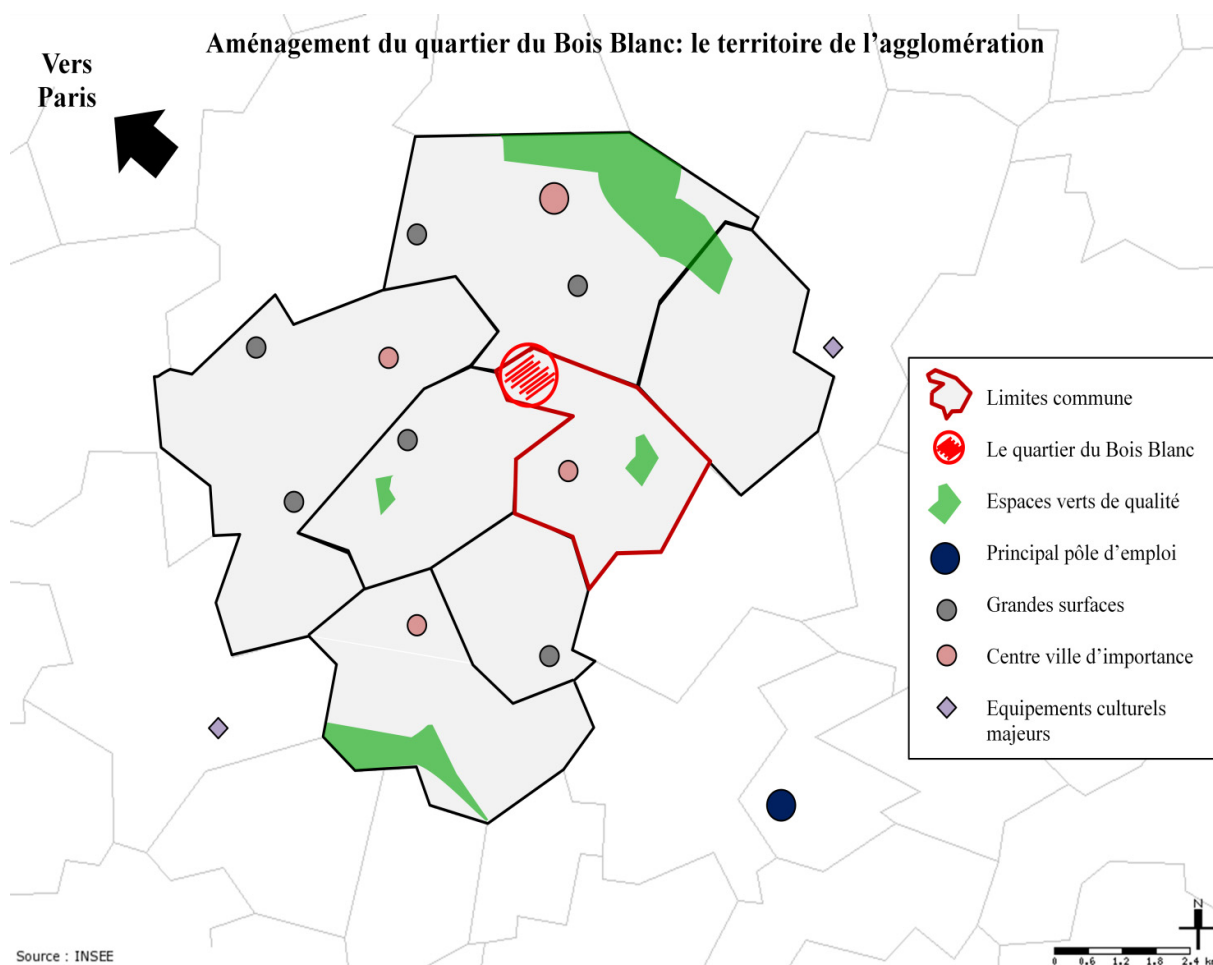 Aménagement du quartier du Bois Blanc: le territoire de l’agglomération
Vers
Paris
Limites commune
Le quartier du Bois Blanc
Espaces verts de qualité
Principal pôle d’emploi
Grandes surfaces
Centre ville d’importance
Equipements culturels
majeurs
N
0 0.6 1.2 1.8 2.4 km
Source : INSEE